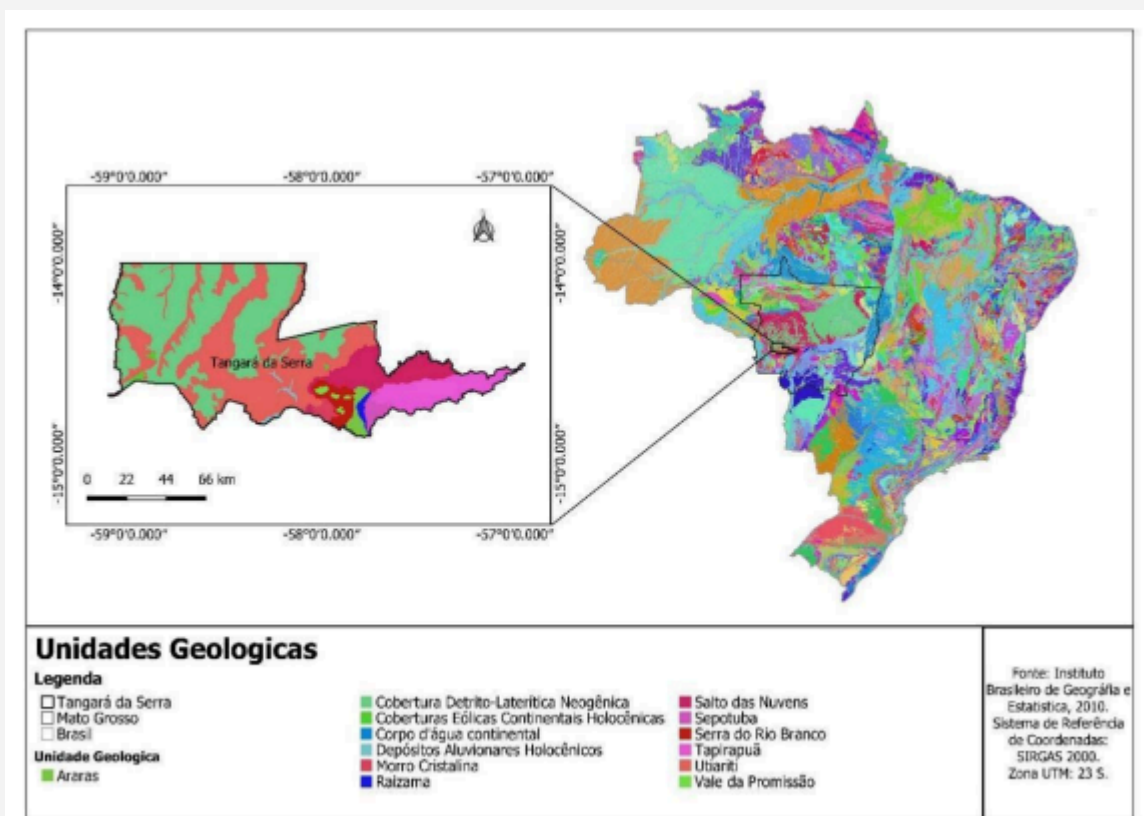 -59°0'0.000"
-58°0'0.000"
-57°0'0.000"
-14°0'0.000"
-14°0'0.000"
Tangará da Serra
0 22 44 66 km
-15°0'0.000"
-15°0'0.000"
-59°0'0.000"
-58°0'0.000"
-57°0'0.000"
Unidades Geologicas
Legenda
Tangará da Serra
Mato Grosso
Brasil
Unidade Geologica
Araras
Cobertura Detrito-Laterítica Neogênica
Coberturas Eólicas Continentais Holocênicas
Corpo d'água continental
Depósitos Aluvionares Holocênicos
Morro Cristalina
Raizama
Salto das Nuvens
Sepotuba
Serra do Rio Branco
Tapirapuã
Utiariti
Vale da Promissão
Fonte: Instituto
Brasileiro de Geografia e
Estatística, 2010.
Sistema de Referência
de Coordenadas:
SIRGAS 2000.
Zona UTM: 23 S.